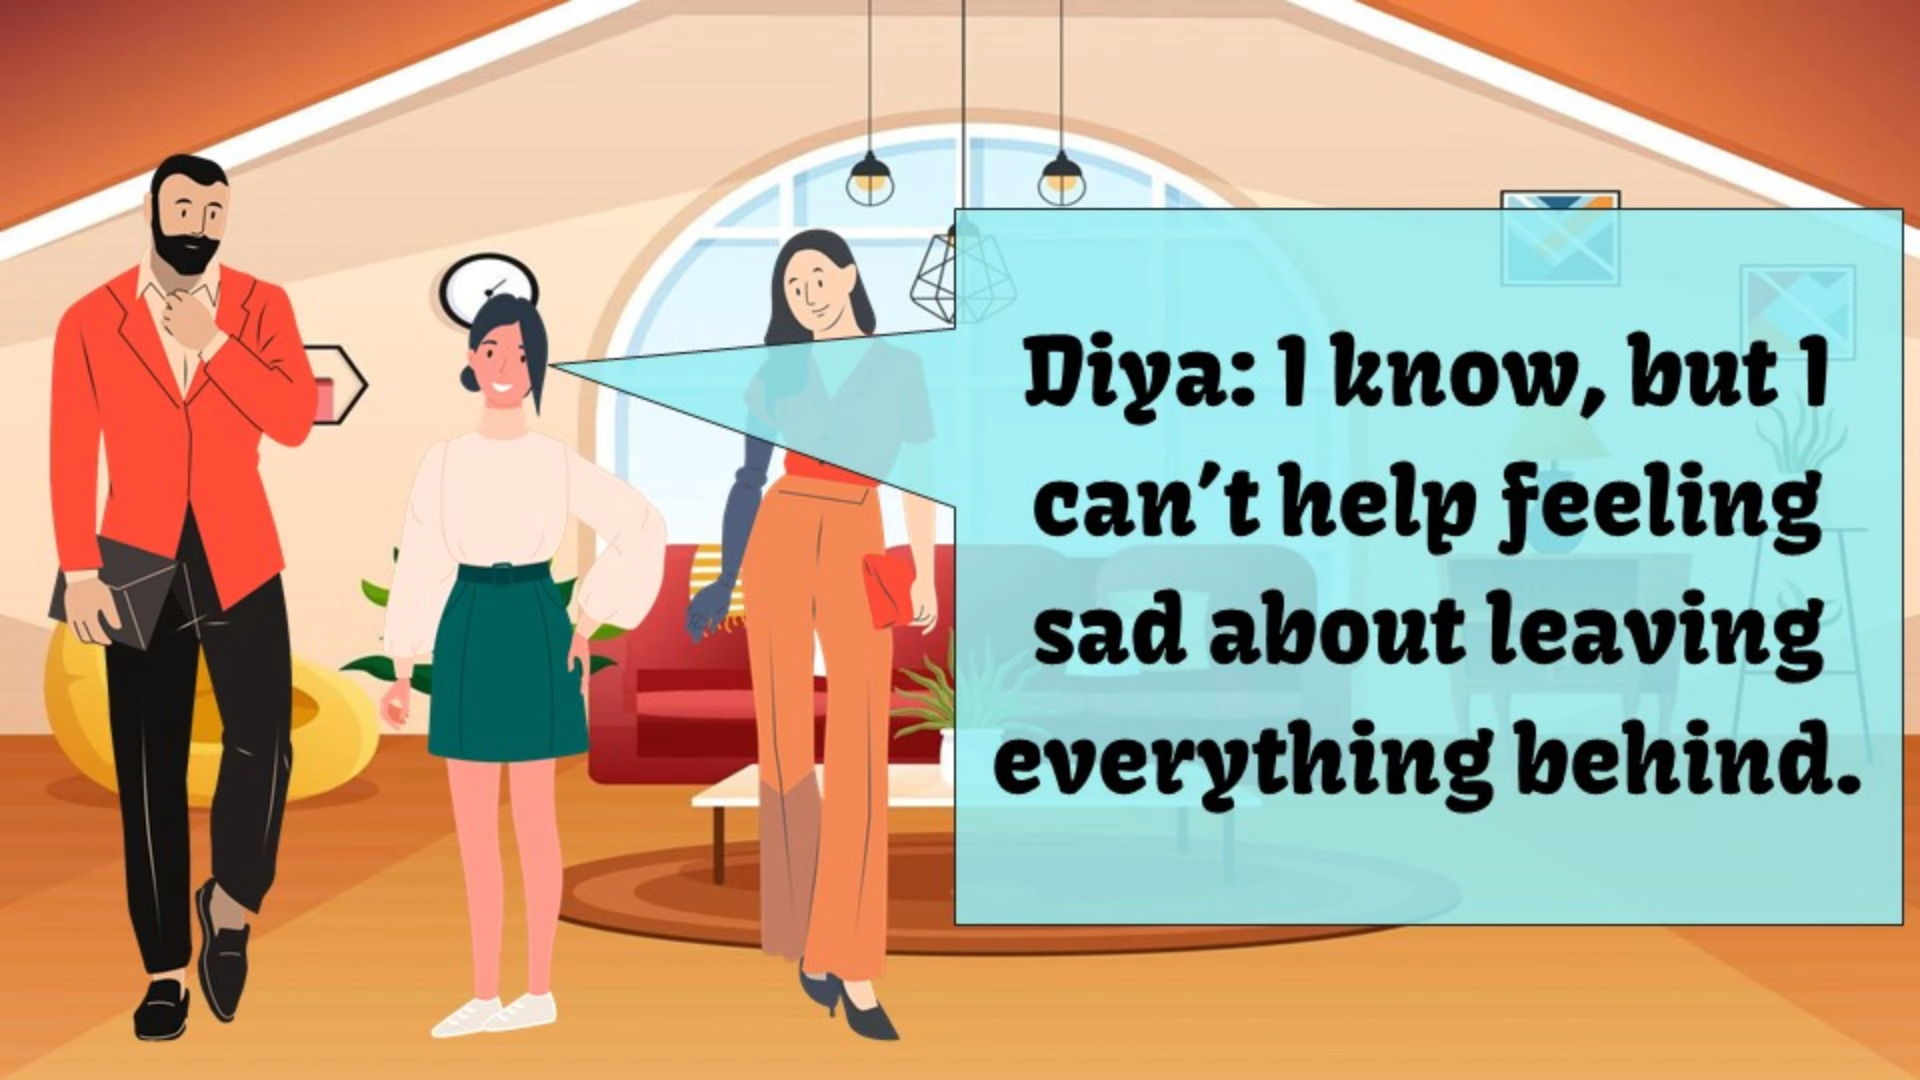 Diya: I know, but I
can't help feeling
sad about leaving
everything behind.